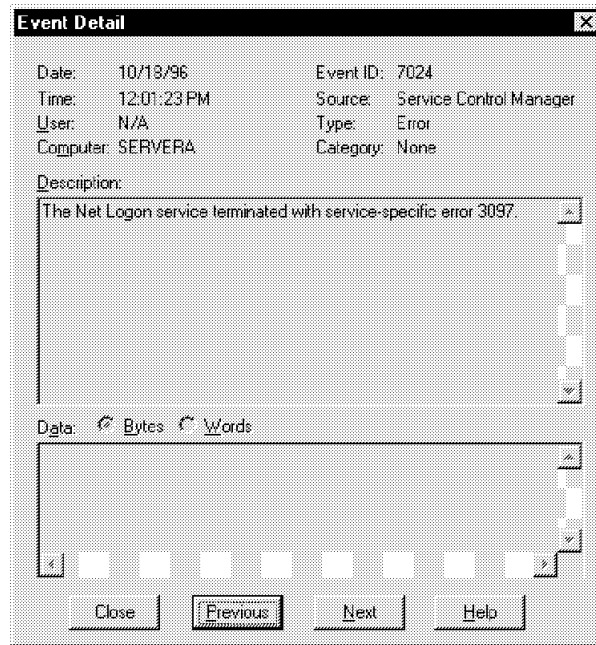 Event Detail
Date: 10/18/96 Event ID: 7024
Time: 12:01:23 PM Source: Service Control Manager
User: N/A Type: Error
Computer: SERVERA Category: None
Description:
The Net Logon service terminated with service-specific error 3097.
Data: Bytes Words
Close Previous Next Help